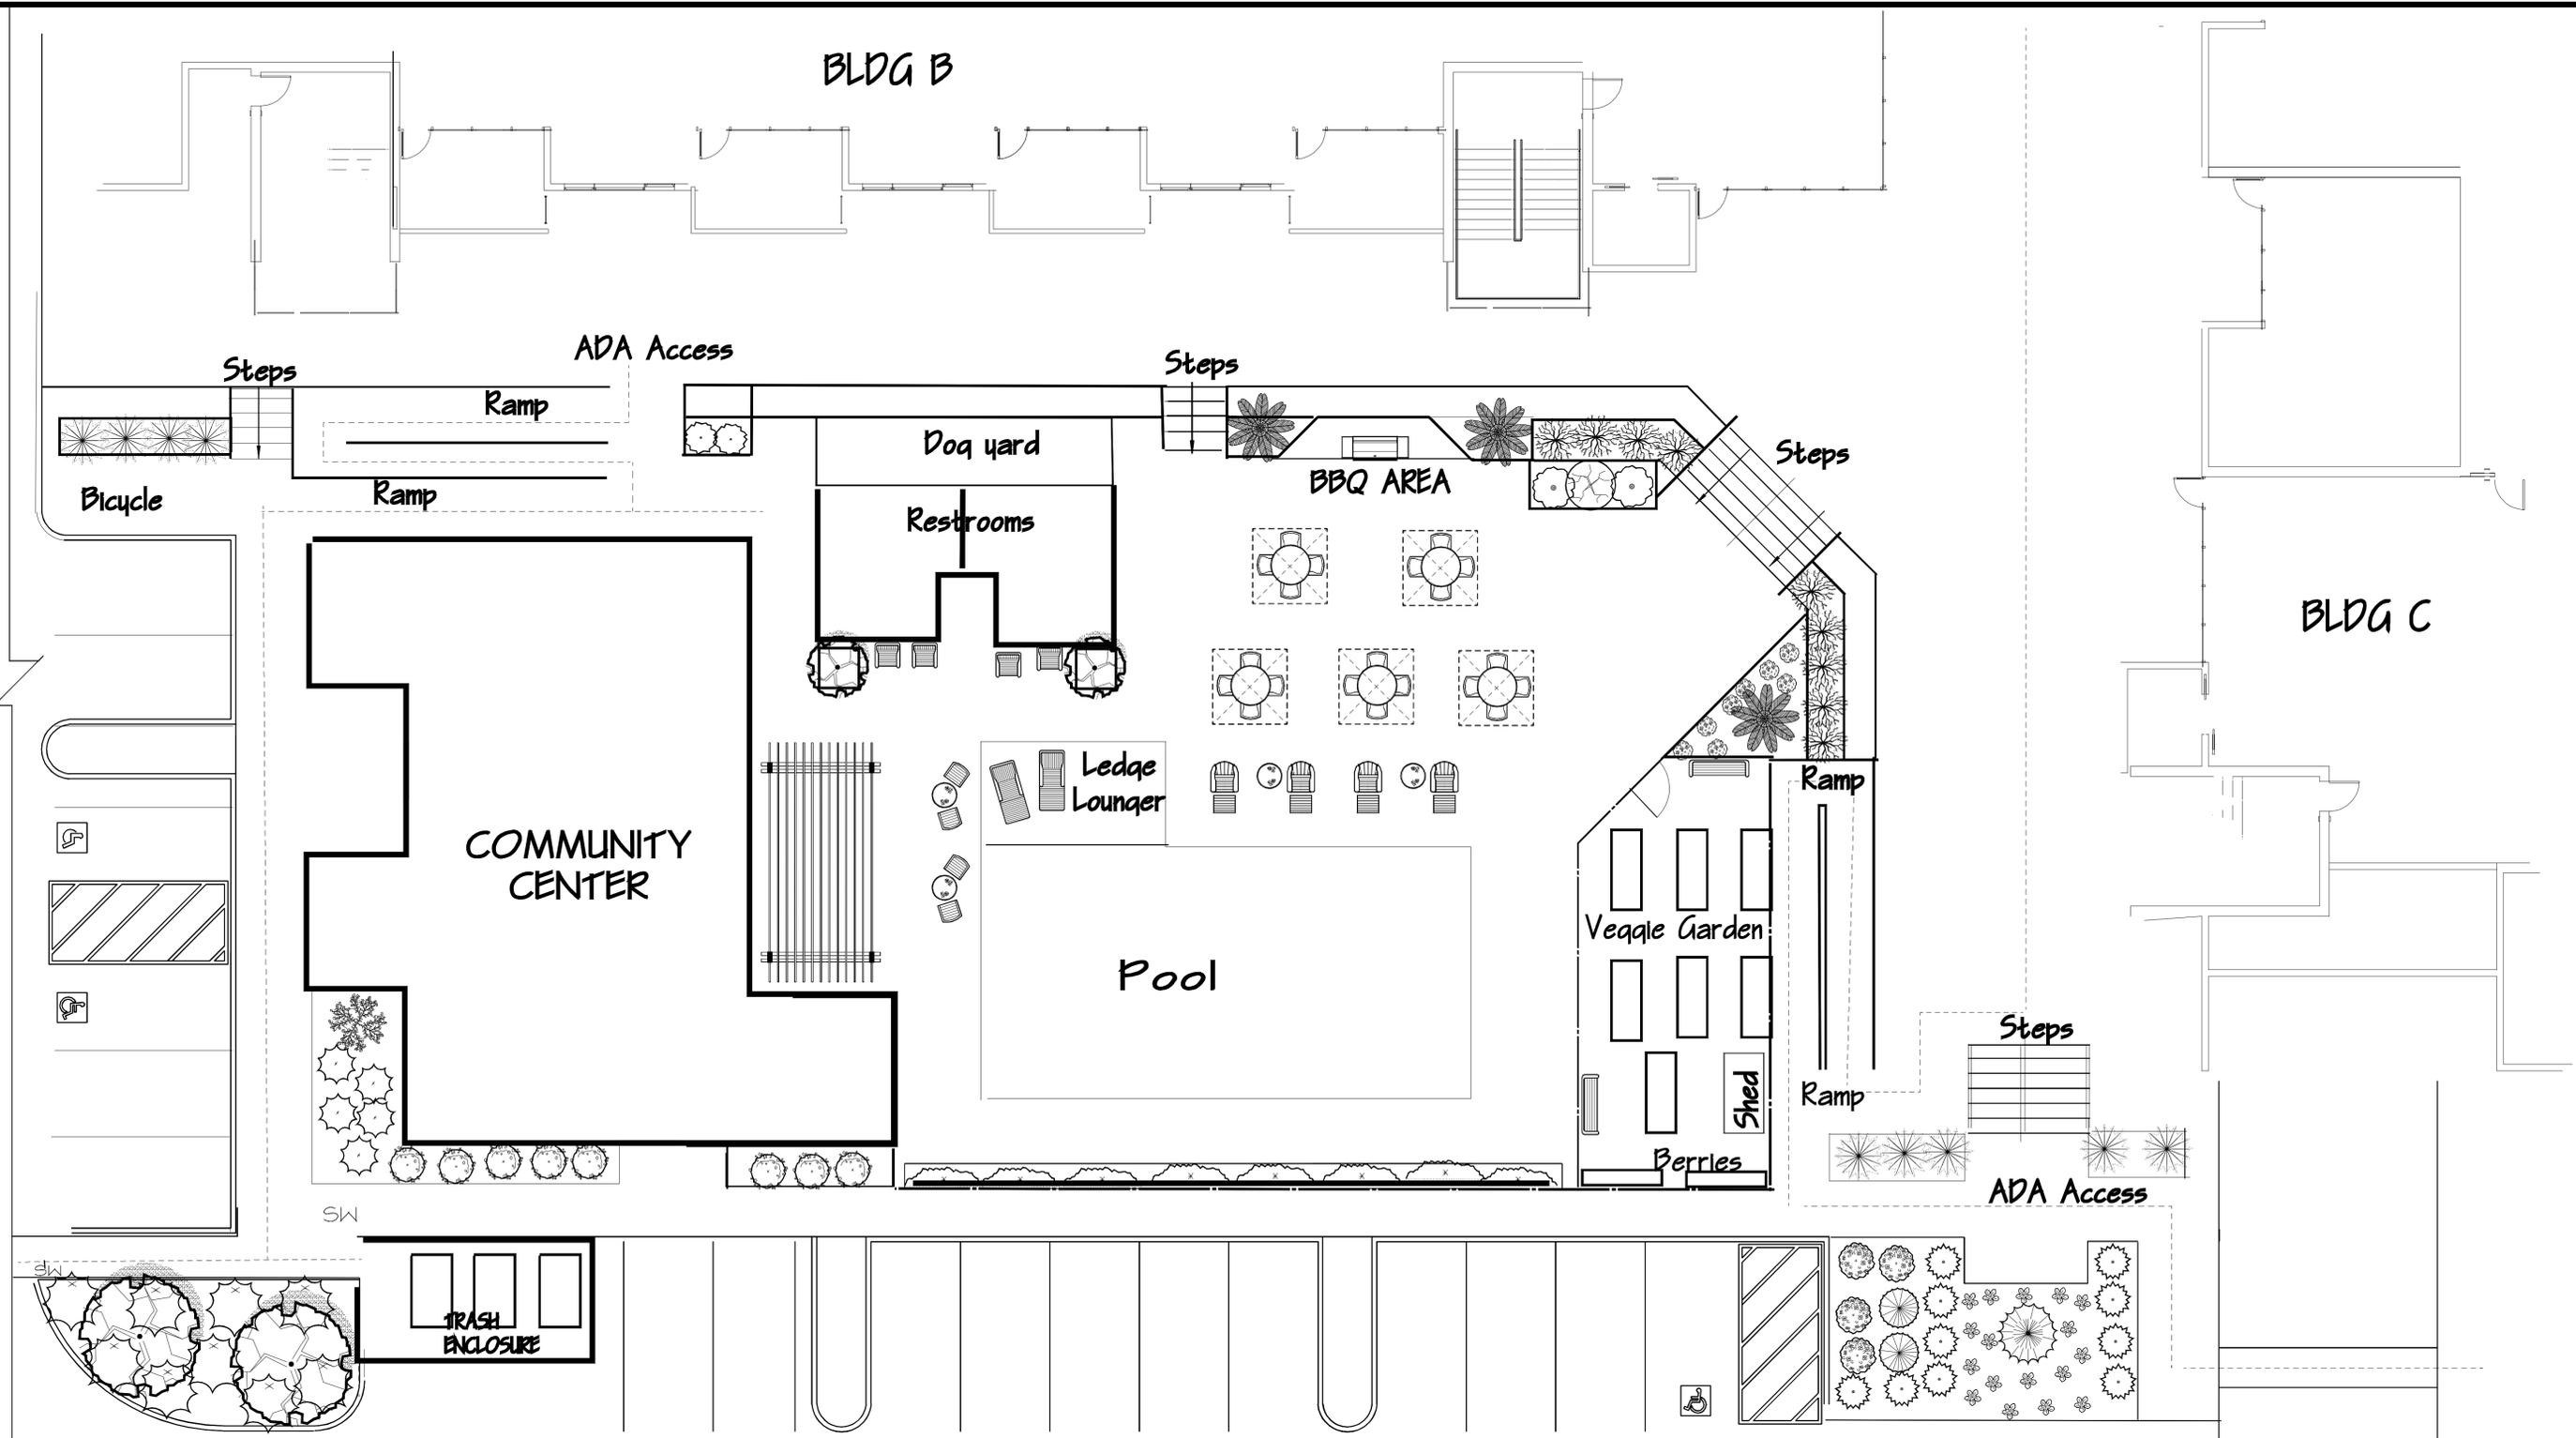 BLDG B
ADA Access
Steps
Steps
Ramp
Dog yard
Steps
BBQ AREA
Bicycle
Ramp
Restrooms
BLDG C
Ledge
Lounger
Ramp
COMMUNITY
CENTER
Veggie Garden
Pool
Steps
Ramp
Shed
Berries
ADA Access
SW
SW
TRASH
ENCLOSURE